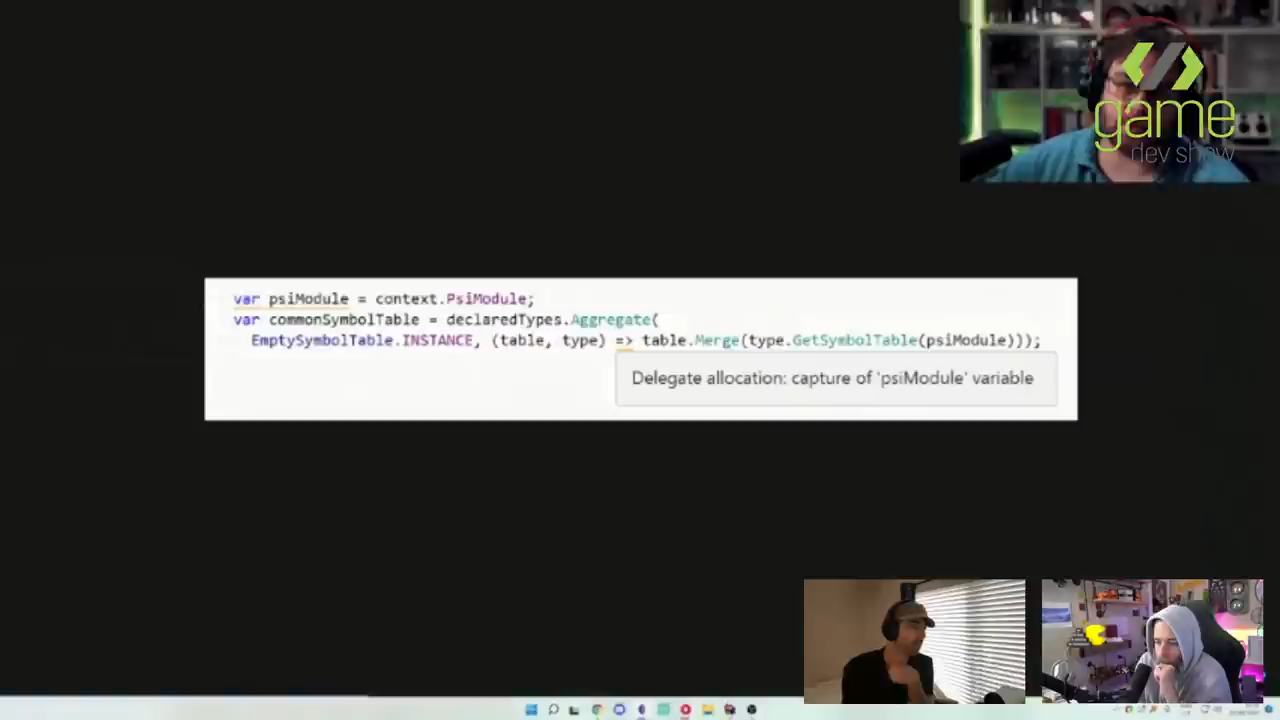 game
dev show
var psiModule = context.PsiModule;
var commonSymbolTable = declaredTypes.Aggregate(
EmptySymbolTable.INSTANCE, (table, type) => table.Merge(type.GetSymbolTable(psiModule)));
Delegate allocation: capture of 'psiModule' variable